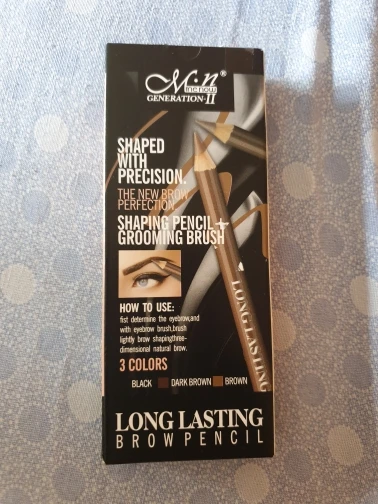 M.n®
menow
GENERATION-II
SHAPED
WITH
PRECISION.
THE NEW BROW
PERFECTION
SHAPING PENCIL+
GROOMING BRUSH
LONG LASTING
HOW TO USE:
fist determine the eyebrow,and
with eyebrow brush,brush
lightly brow shapingthree-
dimensional natural brow.
3 COLORS
BLACK DARK BROWN BROWN
LONG LASTING
BROW PENCIL